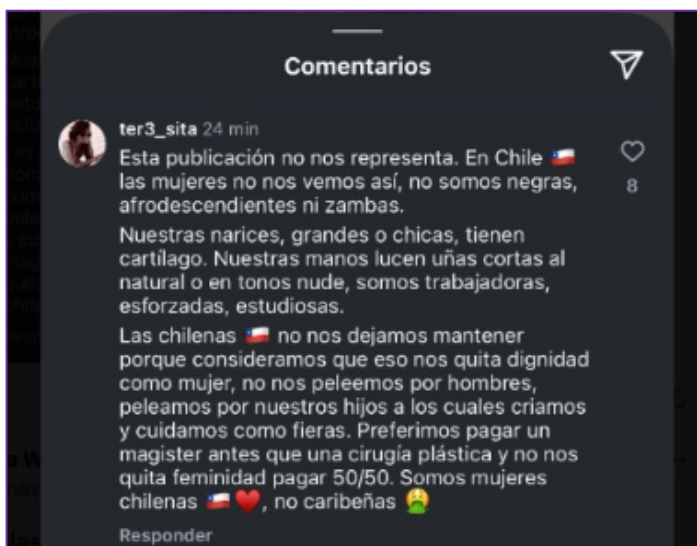 Comentarios
ter3_sita 24 min
Esta publicación no nos representa. En Chile 🇨🇱
las mujeres no nos vemos así, no somos negras,
afrodescendientes ni zambas.
Nuestras narices, grandes o chicas, tienen
cartílago. Nuestras manos lucen uñas cortas al
natural o en tonos nude, somos trabajadoras,
esforzadas, estudiosas.
Las chilenas 🇨🇱 no nos dejamos mantener
porque consideramos que eso nos quita dignidad
como mujer, no nos peleemos por hombres,
peleamos por nuestros hijos a los cuales criamos
y cuidamos como fieras. Preferimos pagar un
magister antes que una cirugía plástica y no nos
quita feminidad pagar 50/50. Somos mujeres
chilenas 🇨🇱❤️, no caribeñas 🤮
8
Responder